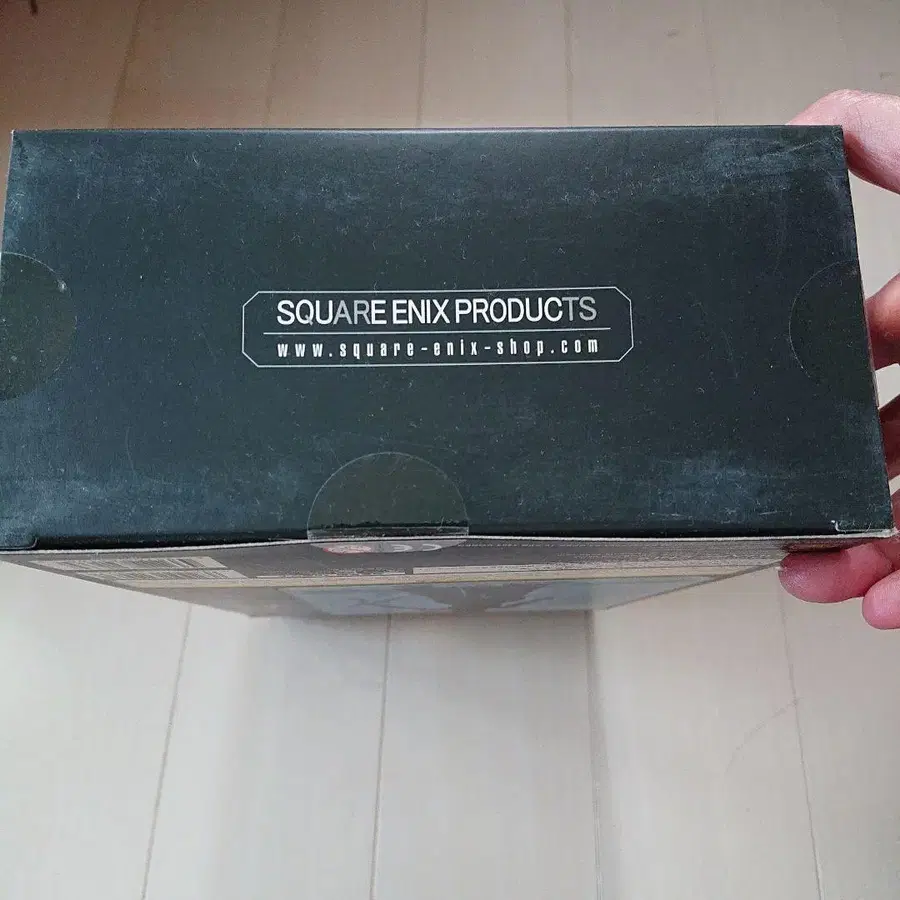 SQUARE ENIX PRODUCTS
www.square-enix-shop.com